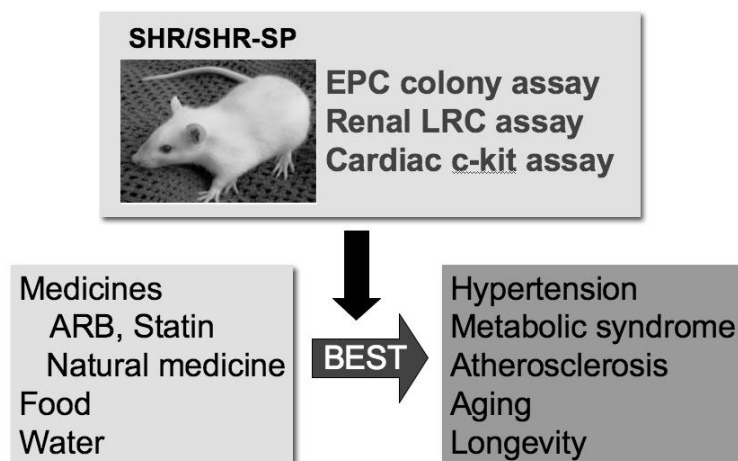 SHR/SHR-SP
EPC colony assay
Renal LRC assay
Cardiac c-kit assay
Medicines
ARB, Statin
Natural medicine
Food
Water
BEST
Hypertension
Metabolic syndrome
Atherosclerosis
Aging
Longevity